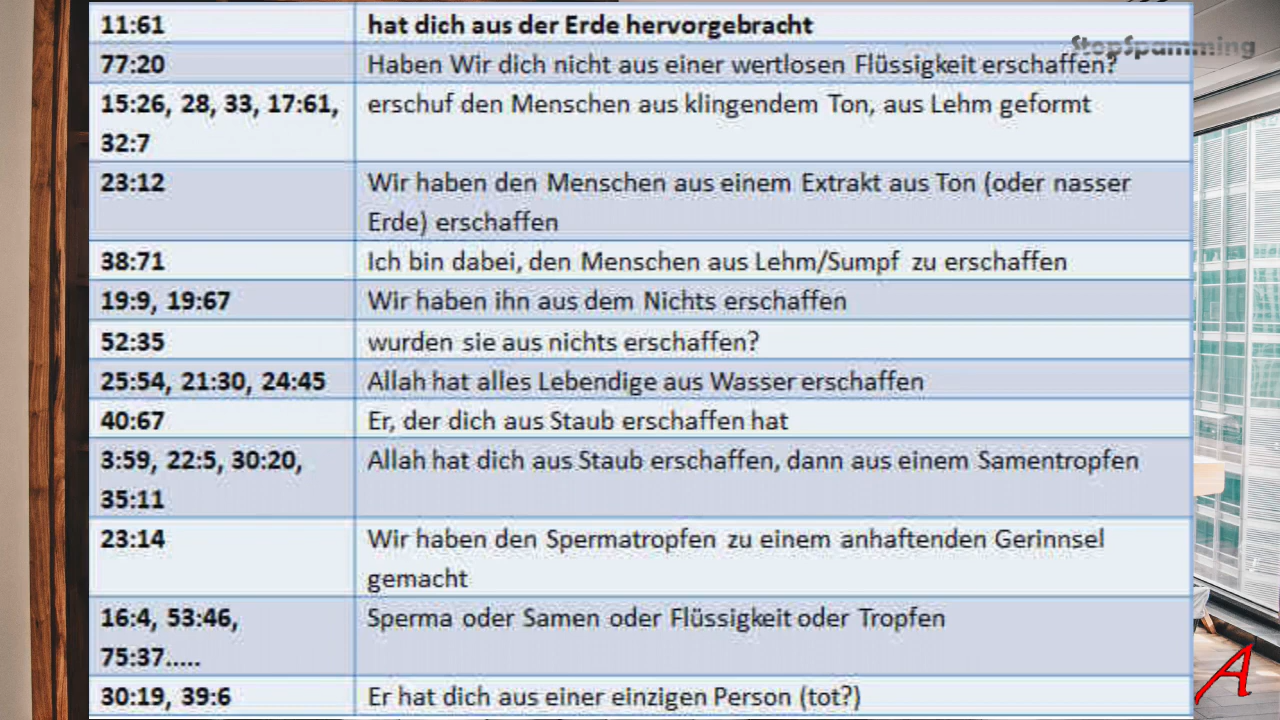 StopSpamming
11:61 hat dich aus der Erde hervorgebracht
77:20 Haben Wir dich nicht aus einer wertlosen Flüssigkeit erschaffen?
15:26, 28, 33, 17:61, erschuf den Menschen aus klingendem Ton, aus Lehm geformt
32:7
23:12 Wir haben den Menschen aus einem Extrakt aus Ton (oder nasser
Erde) erschaffen
38:71 Ich bin dabei, den Menschen aus Lehm/Sumpf zu erschaffen
19:9, 19:67 Wir haben ihn aus dem Nichts erschaffen
52:35 wurden sie aus nichts erschaffen?
25:54, 21:30, 24:45 Allah hat alles Lebendige aus Wasser erschaffen
40:67 Er, der dich aus Staub erschaffen hat
3:59, 22:5, 30:20, Allah hat dich aus Staub erschaffen, dann aus einem Samentropfen
35:11
23:14 Wir haben den Spermatropfen zu einem anhaftenden Gerinnsel
gemacht
16:4, 53:46, Sperma oder Samen oder Flüssigkeit oder Tropfen
75:37.....
30:19, 39:6 Er hat dich aus einer einzigen Person (tot?)
A